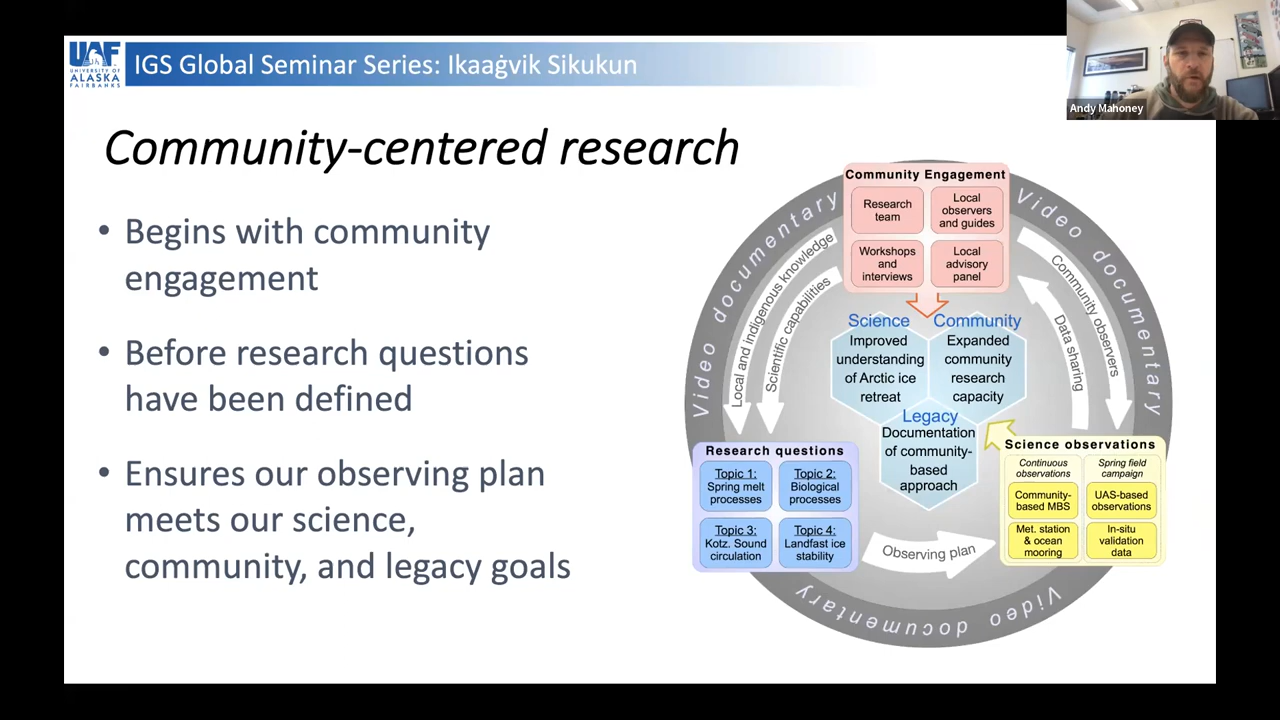 UAF
UNIVERSITY OF
ALASKA
FAIRBANKS
IGS Global Seminar Series: Ikaaġvik Sikukun
Andy Mahoney
Community-centered research
• Begins with community
engagement
• Before research questions
have been defined
• Ensures our observing plan
meets our science,
community, and legacy goals
Video documentary
Video documentary
Video documentary
Community Engagement
Research
team
Local
observers
and guides
Workshops
and
interviews
Local
advisory
panel
Local and indigenous knowledge
Scientific capabilities
Community observers
Data sharing
Science
Improved
understanding
of Arctic ice
retreat
Community
Expanded
community
research
capacity
Legacy
Documentation
of community-
based
approach
Research questions
Topic 1:
Spring melt
processes
Topic 2:
Biological
processes
Topic 3:
Kotz. Sound
circulation
Topic 4:
Landfast ice
stability
Observing plan
Science observations
Continuous
observations
Spring field
campaign
Community-
based MBS
UAS-based
observations
Met. station
& ocean
mooring
In-situ
validation
data